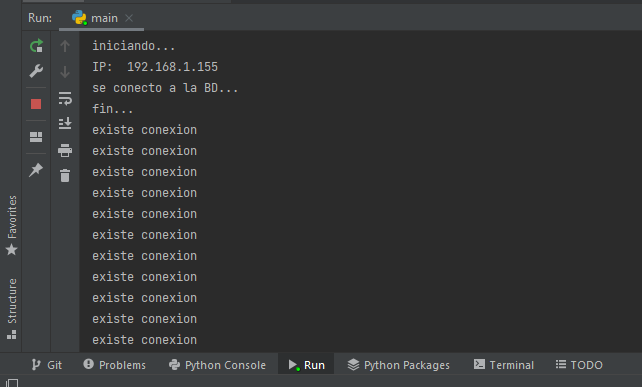 Run:
main
iniciando...
IP:  192.168.1.155
se conecto a la BD...
fin...
existe conexion
existe conexion
existe conexion
existe conexion
existe conexion
existe conexion
existe conexion
existe conexion
existe conexion
existe conexion
existe conexion
Favorites
Structure
Git
Problems
Python Console
Run
Python Packages
Terminal
TODO